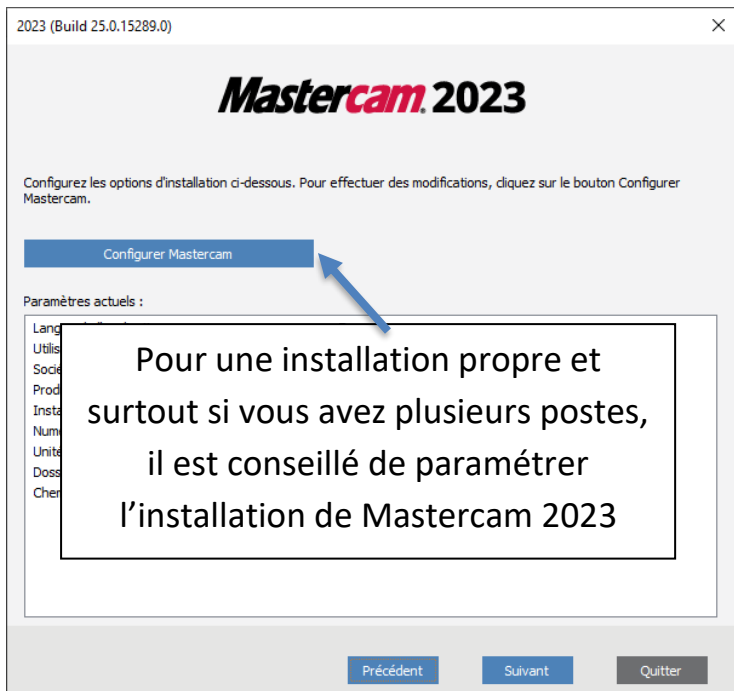 2023 (Build 25.0.15289.0)
Mastercam. 2023
Configurez les options d'installation ci-dessous. Pour effectuer des modifications, cliquez sur le bouton Configurer
Mastercam.
Configurer Mastercam
Paramètres actuels :
Pour une installation propre et
surtout si vous avez plusieurs postes,
il est conseillé de paramétrer
l’installation de Mastercam 2023
Précédent
Suivant
Quitter